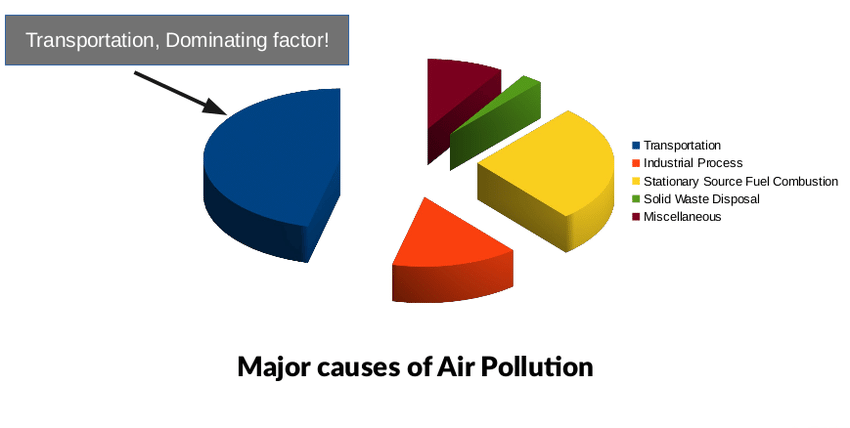 Transportation, Dominating factor!
Transportation
Industrial Process
Stationary Source Fuel Combustion
Solid Waste Disposal
Miscellaneous
Major causes of Air Pollution